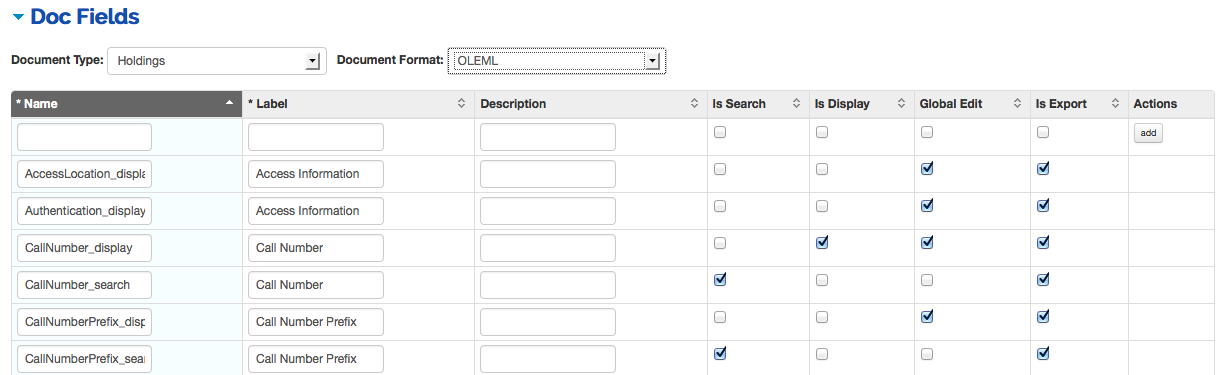 Doc Fields
Document Type: Holdings Document Format: OLEML
* Name * Label Description Is Search Is Display Global Edit Is Export Actions
add
AccessLocation_displa Access Information
Authentication_display Access Information
CallNumber_display Call Number
CallNumber_search Call Number
CallNumberPrefix_disp Call Number Prefix
CallNumberPrefix_sear Call Number Prefix